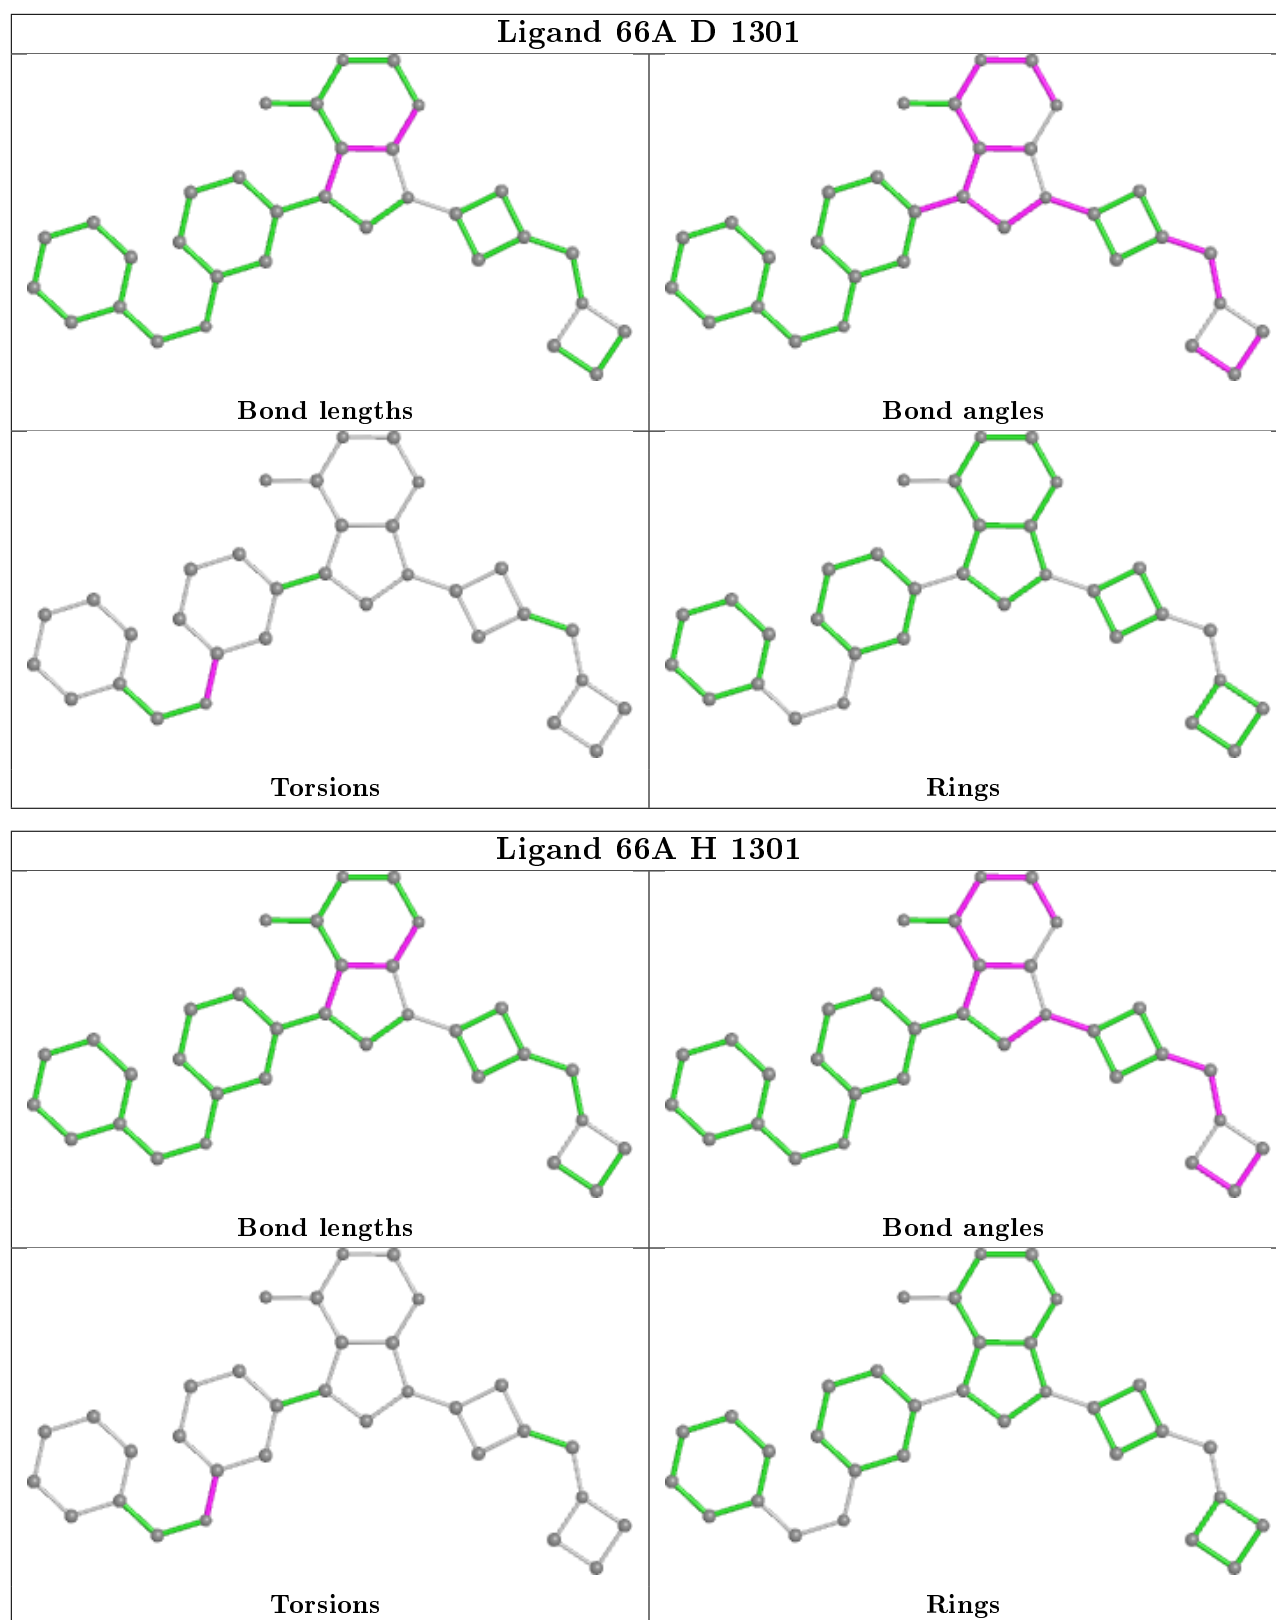 Ligand 66A D 1301
Bond lengths
Bond angles
Torsions
Rings
Ligand 66A H 1301
Bond lengths
Bond angles
Torsions
Rings